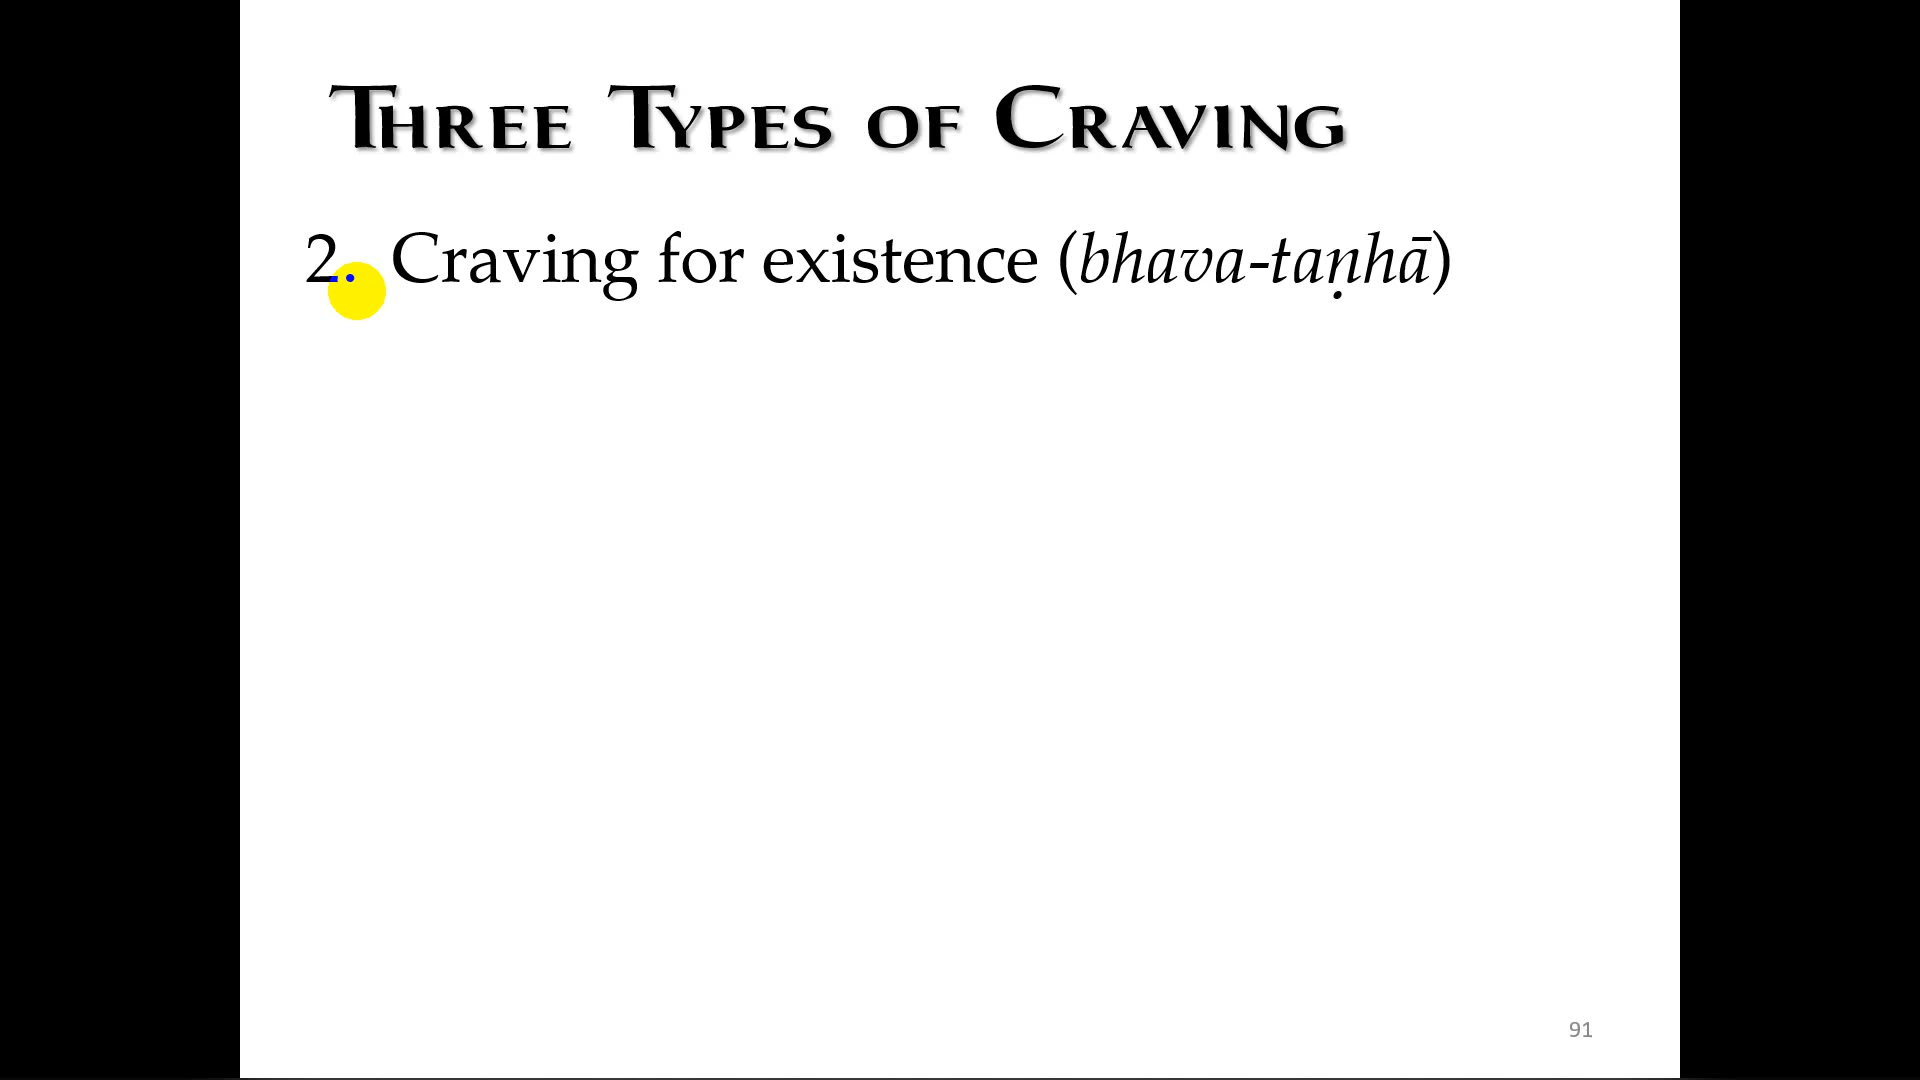 Three Types of Craving
2. Craving for existence (bhava-taṇhā)
91